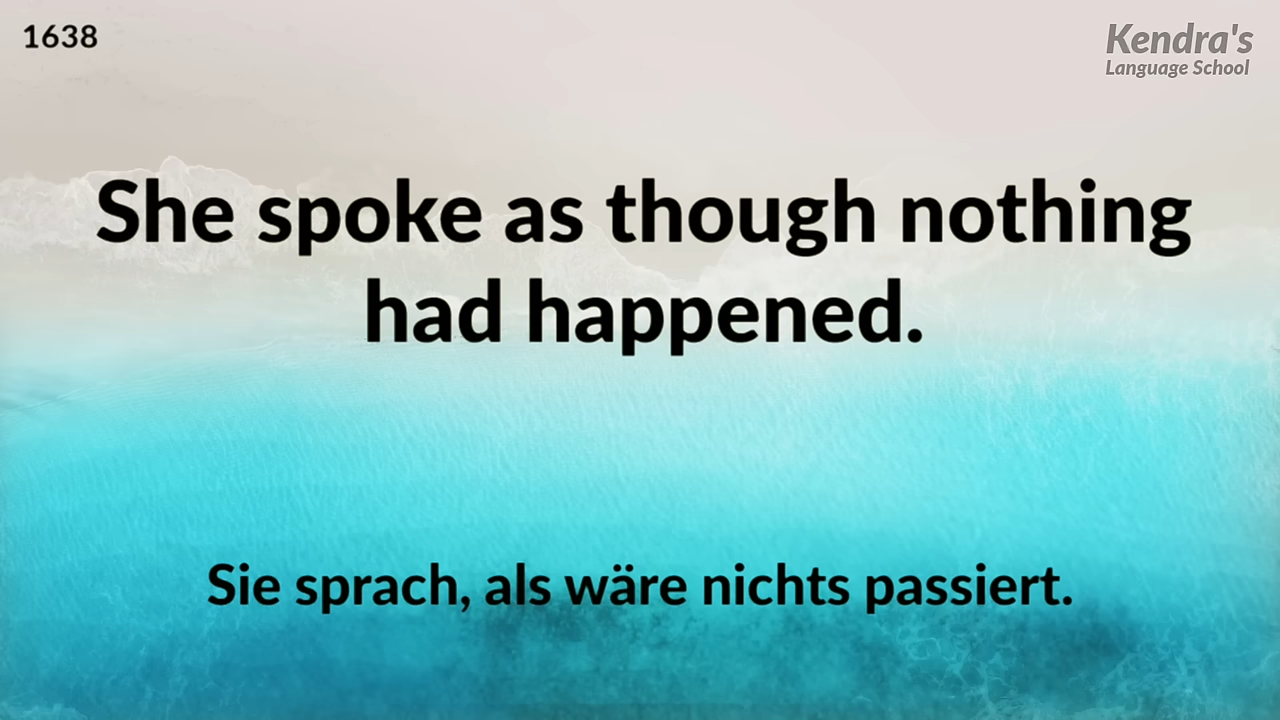 1638
Kendra's
Language School
She spoke as though nothing
had happened.
Sie sprach, als wäre nichts passiert.